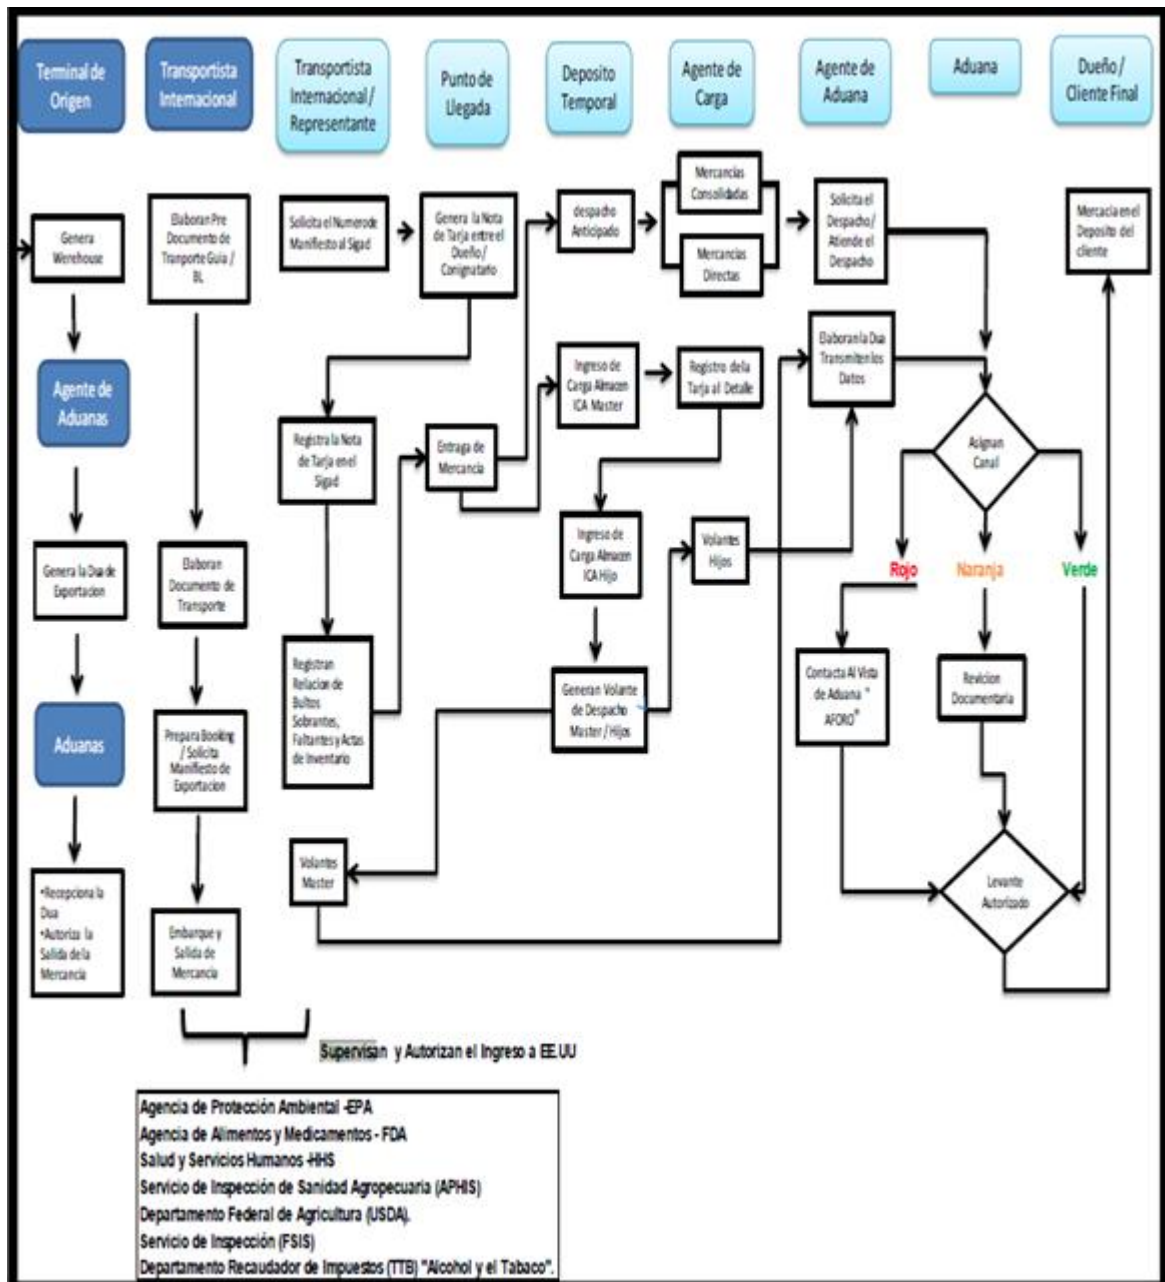 Terminal de
Origen
Transportista
Internacional
Transportista
Internacional /
Representante
Punto de
Llegada
Deposito
Temporal
Agente de
Carga
Agente de
Aduana
Aduana
Dueño /
Cliente Final
Genera
Werehouse
Agente de
Aduanas
Genera la Dua de
Exportacion
Aduanas
•Recepciona la
Dua
•Autoriza la
Salida de la
Mercancia
Elaboran Pre
Documento de
Tranporte Guia /
BL
Elaboran
Documento de
Transporte
Prepara Booking
/ Solicita
Manifiesto de
Exportacion
Embarque y
Salida de
Mercancia
Solicita el Numero de
Manifiesto al Sigad
Registra la Nota
de Tarja en el
Sigad
Registran
Relacion de
Bultos
Sobrantes,
Faltantes y Actas
de Inventario
Volantes
Master
Genera la Nota
de Tarja entre el
Dueño /
Conignatario
Entraga de
Mercancia
despacho
Anticipado
Ingreso de
Carga Almacen
ICA Master
Ingreso de
Carga Almacen
ICA Hijo
Generan Volante
de Despacho
Master / Hijos
Mercancias
Consolidadas
Mercancias
Directas
Registro dela
Tarja al Detalle
Volantes
Hijos
Solicita el
Despacho/
Atiende el
Despacho
Elaboran la Dua
Transmiten los
Datos
Asignan
Canal
Rojo
Naranja
Verde
Contacta Al Vista
de Aduana "
AFORO"
Revicion
Documentaria
Levante
Autorizado
Mercacia en el
Deposito del
cliente
Supervisan y Autorizan el Ingreso a EE.UU
Agencia de Protección Ambiental -EPA
Agencia de Alimentos y Medicamentos - FDA
Salud y Servicios Humanos -HHS
Servicio de Inspección de Sanidad Agropecuaria (APHIS)
Departamento Federal de Agricultura (USDA).
Servicio de Inspección (FSIS)
Departamento Recaudador de Impuestos (TTB) "Alcohol y el Tabaco".